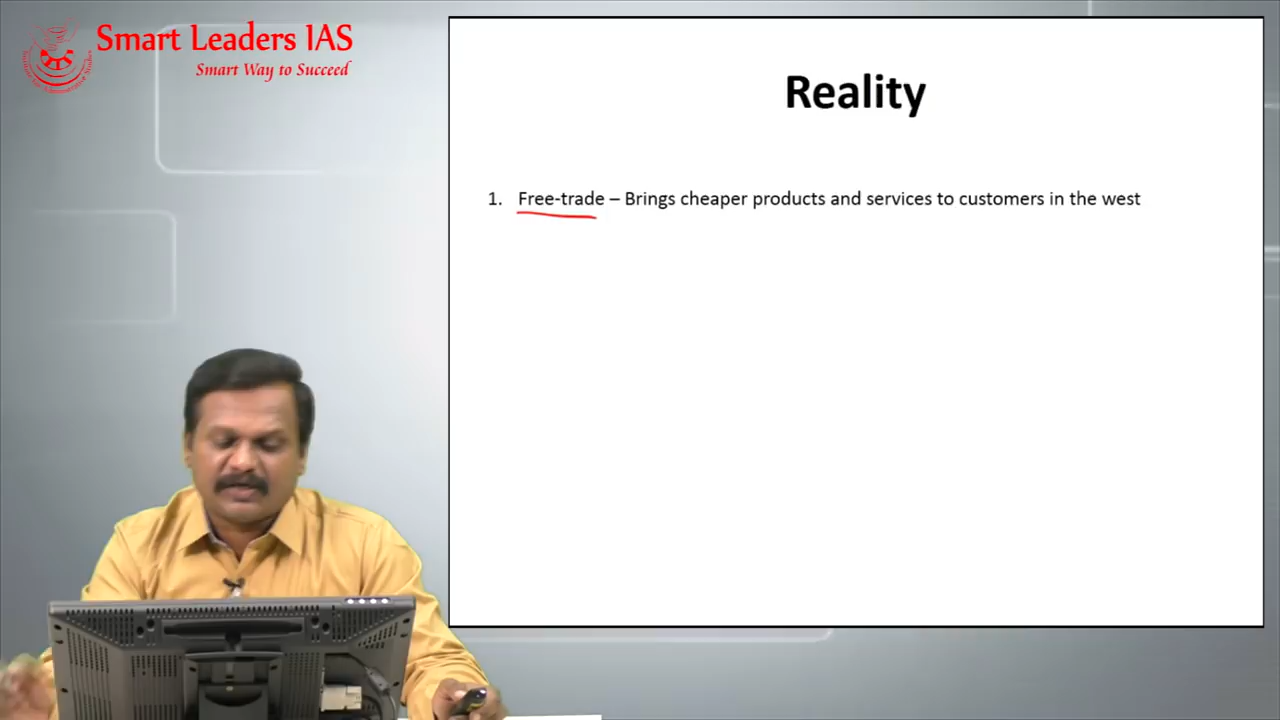 Smart Leaders IAS
Smart Way to Succeed
Reality
1. Free-trade – Brings cheaper products and services to customers in the west